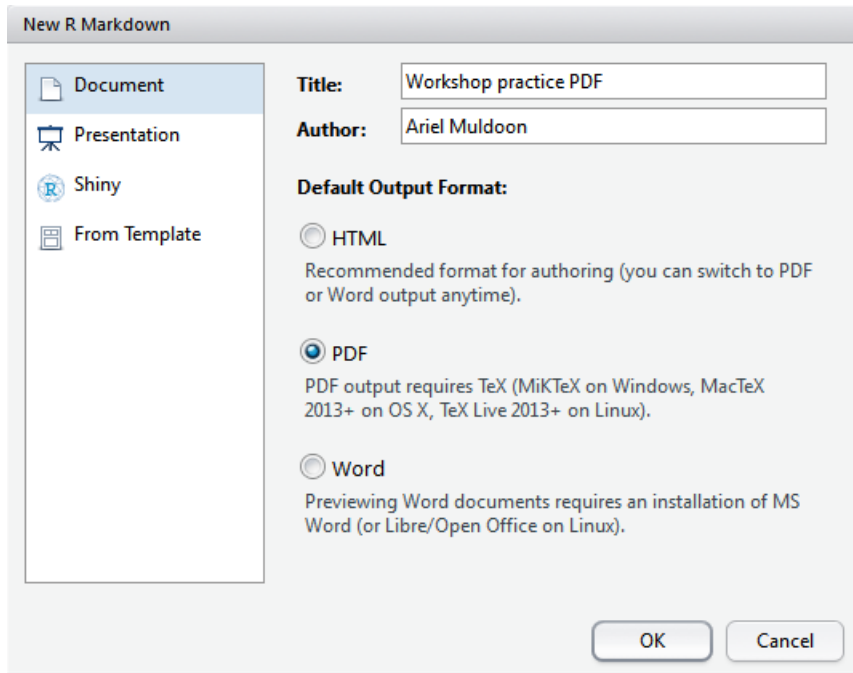 New R Markdown
Document
Presentation
Shiny
From Template
Title:
Workshop practice PDF
Author:
Ariel Muldoon
Default Output Format:
HTML
Recommended format for authoring (you can switch to PDF
or Word output anytime).
PDF
PDF output requires TeX (MiKTeX on Windows, MacTeX
2013+ on OS X, TeX Live 2013+ on Linux).
Word
Previewing Word documents requires an installation of MS
Word (or Libre/Open Office on Linux).
OK
Cancel